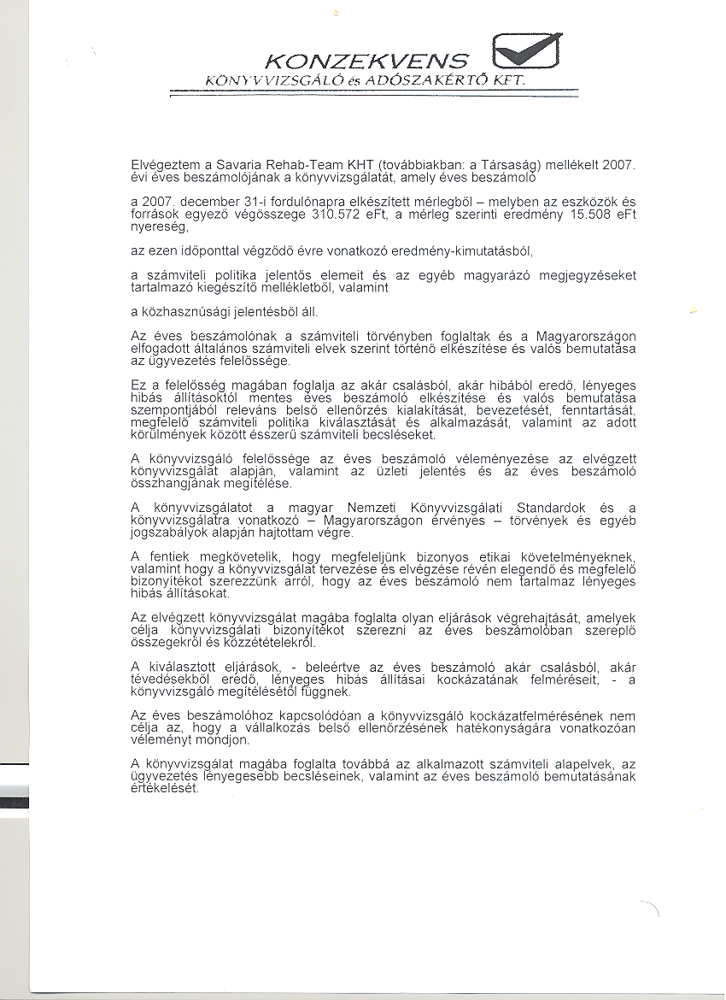 KONZEKVENS
KÖNYVVIZSGÁLÓ és ADÓSZAKÉRTŐ KFT.
Elvégeztem a Savaria Rehab-Team KHT (továbbiakban: a Társaság) mellékelt 2007.
évi éves beszámolójának a könyvvizsgálatát, amely éves beszámoló
a 2007. december 31-i fordulónapra elkészített mérlegből – melyben az eszközök és
források egyező végösszege 310.572 eFt, a mérleg szerinti eredmény 15.508 eFt
nyereség,
az ezen időponttal végződő évre vonatkozó eredmény-kimutatásból,
a számviteli politika jelentős elemeit és az egyéb magyarázó megjegyzéseket
tartalmazó kiegészítő mellékletből, valamint
a közhasznúsági jelentésből áll.
Az éves beszámolónak a számviteli törvényben foglaltak és a Magyarországon
elfogadott általános számviteli elvek szerint történő elkészítése és valós bemutatása
az ügyvezetés felelőssége.
Ez a felelősség magában foglalja az akár csalásból, akár hibából eredő, lényeges
hibás állításoktól mentes éves beszámoló elkészítése és valós bemutatása
szempontjából releváns belső ellenőrzés kialakítását, bevezetését, fenntartását,
megfelelő számviteli politika kiválasztását és alkalmazását, valamint az adott
körülmények között ésszerű számviteli becsléseket.
A könyvvizsgáló felelőssége az éves beszámoló véleményezése az elvégzett
könyvvizsgálat alapján, valamint az üzleti jelentés és az éves beszámoló
összhangjának megítélése.
A könyvvizsgálatot a magyar Nemzeti Könyvvizsgálati Standardok és a
könyvvizsgálatra vonatkozó – Magyarországon érvényes – törvények és egyéb
jogszabályok alapján hajtottam végre.
A fentiek megkövetelik, hogy megfeleljünk bizonyos etikai követelményeknek,
valamint hogy a könyvvizsgálat tervezése és elvégzése révén elegendő és megfelelő
bizonyítékot szerezzünk arról, hogy az éves beszámoló nem tartalmaz lényeges
hibás állításokat.
Az elvégzett könyvvizsgálat magába foglalta olyan eljárások végrehajtását, amelyek
célja könyvvizsgálati bizonyítékot szerezni az éves beszámolóban szereplő
összegekről és közzétételekről.
A kiválasztott eljárások, - beleértve az éves beszámoló akár csalásból, akár
tévedésekből eredő, lényeges hibás állításai kockázatának felméréseit, - a
könyvvizsgáló megítélésétől függnek.
Az éves beszámolóhoz kapcsolódóan a könyvvizsgáló kockázatfelmérésének nem
célja az, hogy a vállalkozás belső ellenőrzésének hatékonyságára vonatkozóan
véleményt mondjon.
A könyvvizsgálat magába foglalta továbbá az alkalmazott számviteli alapelvek, az
ügyvezetés lényegesebb becsléseinek, valamint az éves beszámoló bemutatásának
értékelését.